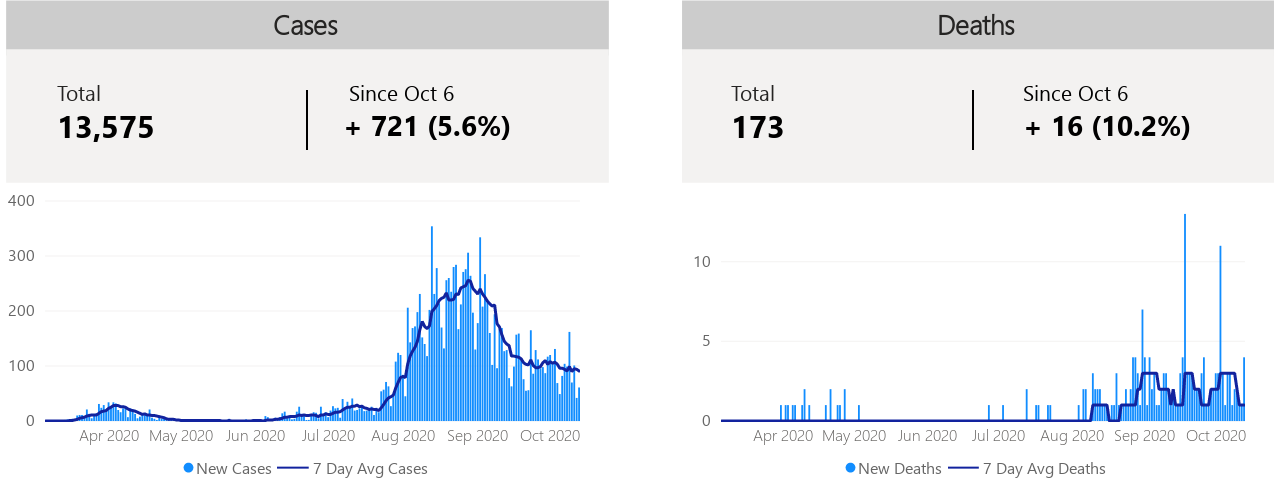 Cases
Total
13,575
Since Oct 6
+ 721 (5.6%)
400
300
200
100
0
Apr 2020 May 2020 Jun 2020 Jul 2020 Aug 2020 Sep 2020 Oct 2020
New Cases 7 Day Avg Cases
Deaths
Total
173
Since Oct 6
+ 16 (10.2%)
10
5
0
Apr 2020 May 2020 Jun 2020 Jul 2020 Aug 2020 Sep 2020 Oct 2020
New Deaths 7 Day Avg Deaths